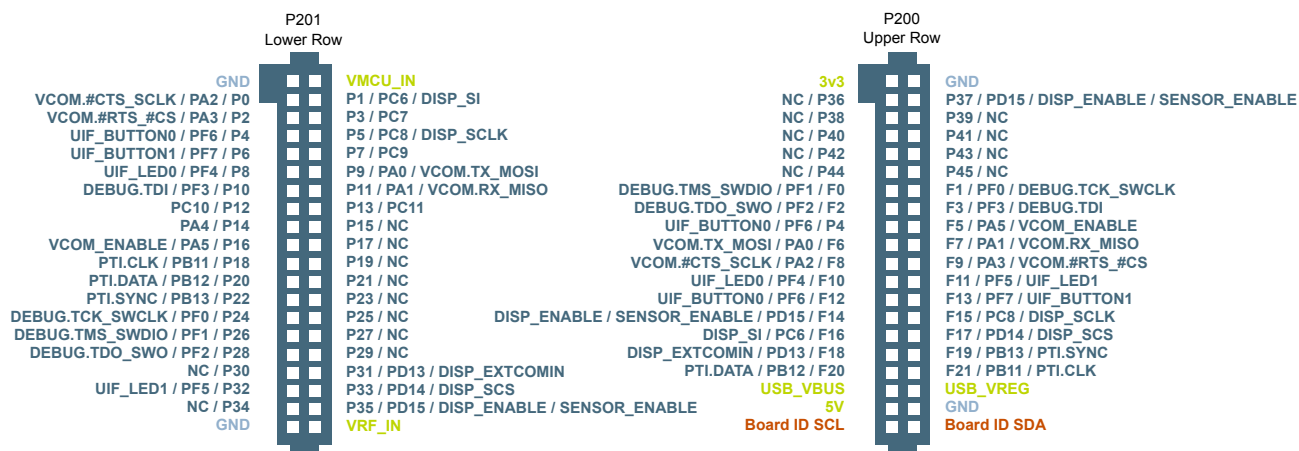 P201
Lower Row
GND
VMCU_IN
VCOM.#CTS_SCLK / PA2 / P0
P1 / PC6 / DISP_SI
VCOM.#RTS_#CS / PA3 / P2
P3 / PC7
UIF_BUTTON0 / PF6 / P4
P5 / PC8 / DISP_SCLK
UIF_BUTTON1 / PF7 / P6
P7 / PC9
UIF_LED0 / PF4 / P8
P9 / PA0 / VCOM.TX_MOSI
DEBUG.TDI / PF3 / P10
P11 / PA1 / VCOM.RX_MISO
PC10 / P12
P13 / PC11
PA4 / P14
P15 / NC
VCOM_ENABLE / PA5 / P16
P17 / NC
PTI.CLK / PB11 / P18
P19 / NC
PTI.DATA / PB12 / P20
P21 / NC
PTI.SYNC / PB13 / P22
P23 / NC
DEBUG.TCK_SWCLK / PF0 / P24
P25 / NC
DEBUG.TMS_SWDIO / PF1 / P26
P27 / NC
DEBUG.TDO_SWO / PF2 / P28
P29 / NC
NC / P30
P31 / PD13 / DISP_EXTCOMIN
UIF_LED1 / PF5 / P32
P33 / PD14 / DISP_SCS
NC / P34
P35 / PD15 / DISP_ENABLE / SENSOR_ENABLE
GND
VRF_IN
P200
Upper Row
3v3
GND
NC / P36
P37 / PD15 / DISP_ENABLE / SENSOR_ENABLE
NC / P38
P39 / NC
NC / P40
P41 / NC
NC / P42
P43 / NC
NC / P44
P45 / NC
DEBUG.TMS_SWDIO / PF1 / F0
F1 / PF0 / DEBUG.TCK_SWCLK
DEBUG.TDO_SWO / PF2 / F2
F3 / PF3 / DEBUG.TDI
UIF_BUTTON0 / PF6 / P4
F5 / PA5 / VCOM_ENABLE
VCOM.TX_MOSI / PA0 / F6
F7 / PA1 / VCOM.RX_MISO
VCOM.#CTS_SCLK / PA2 / F8
F9 / PA3 / VCOM.#RTS_#CS
UIF_LED0 / PF4 / F10
F11 / PF5 / UIF_LED1
UIF_BUTTON0 / PF6 / F12
F13 / PF7 / UIF_BUTTON1
DISP_ENABLE / SENSOR_ENABLE / PD15 / F14
F15 / PC8 / DISP_SCLK
DISP_SI / PC6 / F16
F17 / PD14 / DISP_SCS
DISP_EXTCOMIN / PD13 / F18
F19 / PB13 / PTI.SYNC
PTI.DATA / PB12 / F20
F21 / PB11 / PTI.CLK
USB_VBUS
USB_VREG
5V
GND
Board ID SCL
Board ID SDA